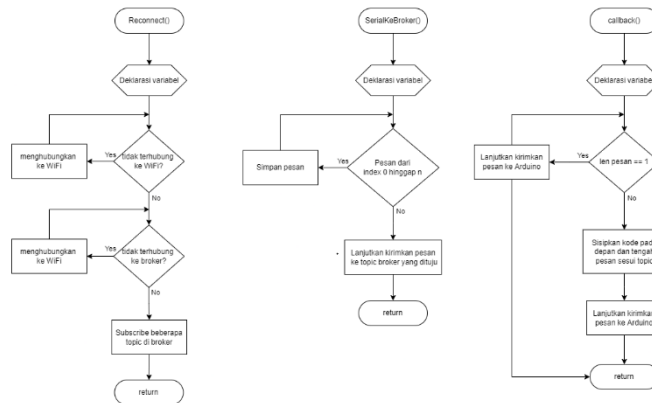 Reconnect()
Deklarasi variabel
tidak terhubung
ke WiFi?
Yes
menghubungkan
ke WiFi
No
tidak terhubung
ke broker?
Yes
menghubungkan
ke WiFi
No
Subscribe beberapa
topic di broker
return
SerialKeBroker()
Deklarasi variabel
Pesan dari
index 0 hinggap n
Yes
Simpan pesan
No
Lanjutkan kirimkan pesan
ke topic broker yang dituju
return
callback()
Deklarasi variabel
len pesan == 1
Yes
Lanjutkan kirimkan
pesan ke Arduino
No
Sisipkan kode pad
depan dan tengah
pesan sesui topic
Lanjutkan kirimkan
pesan ke Arduino
return